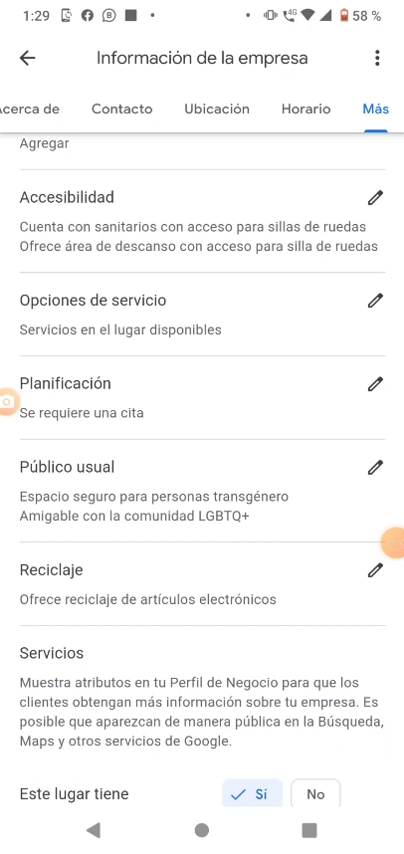 1:29
4G
58 %
Información de la empresa
Acerca de Contacto Ubicación Horario Más
Agregar
Accesibilidad
Cuenta con sanitarios con acceso para sillas de ruedas
Ofrece área de descanso con acceso para silla de ruedas
Opciones de servicio
Servicios en el lugar disponibles
Planificación
Se requiere una cita
Público usual
Espacio seguro para personas transgénero
Amigable con la comunidad LGBTQ+
Reciclaje
Ofrece reciclaje de artículos electrónicos
Servicios
Muestra atributos en tu Perfil de Negocio para que los
clientes obtengan más información sobre tu empresa. Es
posible que aparezcan de manera pública en la Búsqueda,
Maps y otros servicios de Google.
Este lugar tiene Sí No